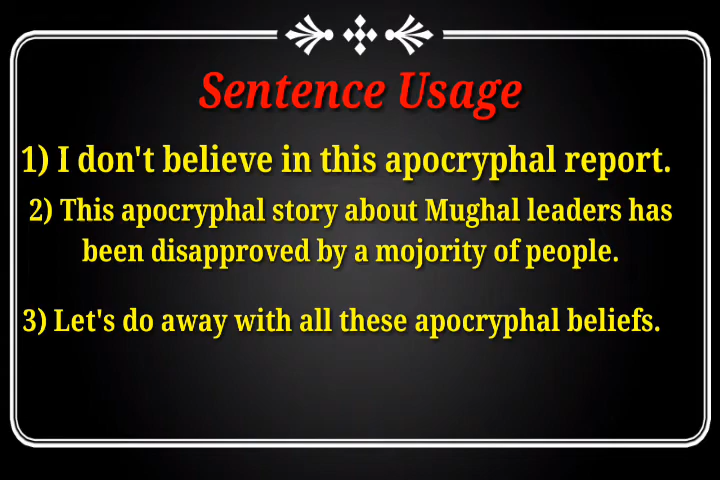 Sentence Usage
1) I don't believe in this apocryphal report.
2) This apocryphal story about Mughal leaders has
been disapproved by a mojority of people.
3) Let's do away with all these apocryphal beliefs.